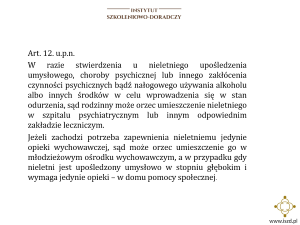 INSTYTUT
SZKOLENIOWO-DORADCZY
Art. 12. u.p.n.
W razie stwierdzenia u nieletniego upośledzenia
umysłowego, choroby psychicznej lub innego zakłócenia
czynności psychicznych bądź nałogowego używania alkoholu
albo innych środków w celu wprowadzenia się w stan
odurzenia, sąd rodzinny może orzec umieszczenie nieletniego
w szpitalu psychiatrycznym lub innym odpowiednim
zakładzie leczniczym.
Jeżeli zachodzi potrzeba zapewnienia nieletniemu jedynie
opieki wychowawczej, sąd może orzec umieszczenie go w
młodzieżowym ośrodku wychowawczym, a w przypadku gdy
nieletni jest upośledzony umysłowo w stopniu głębokim i
wymaga jedynie opieki – w domu pomocy społecznej.
www.iszd.pl